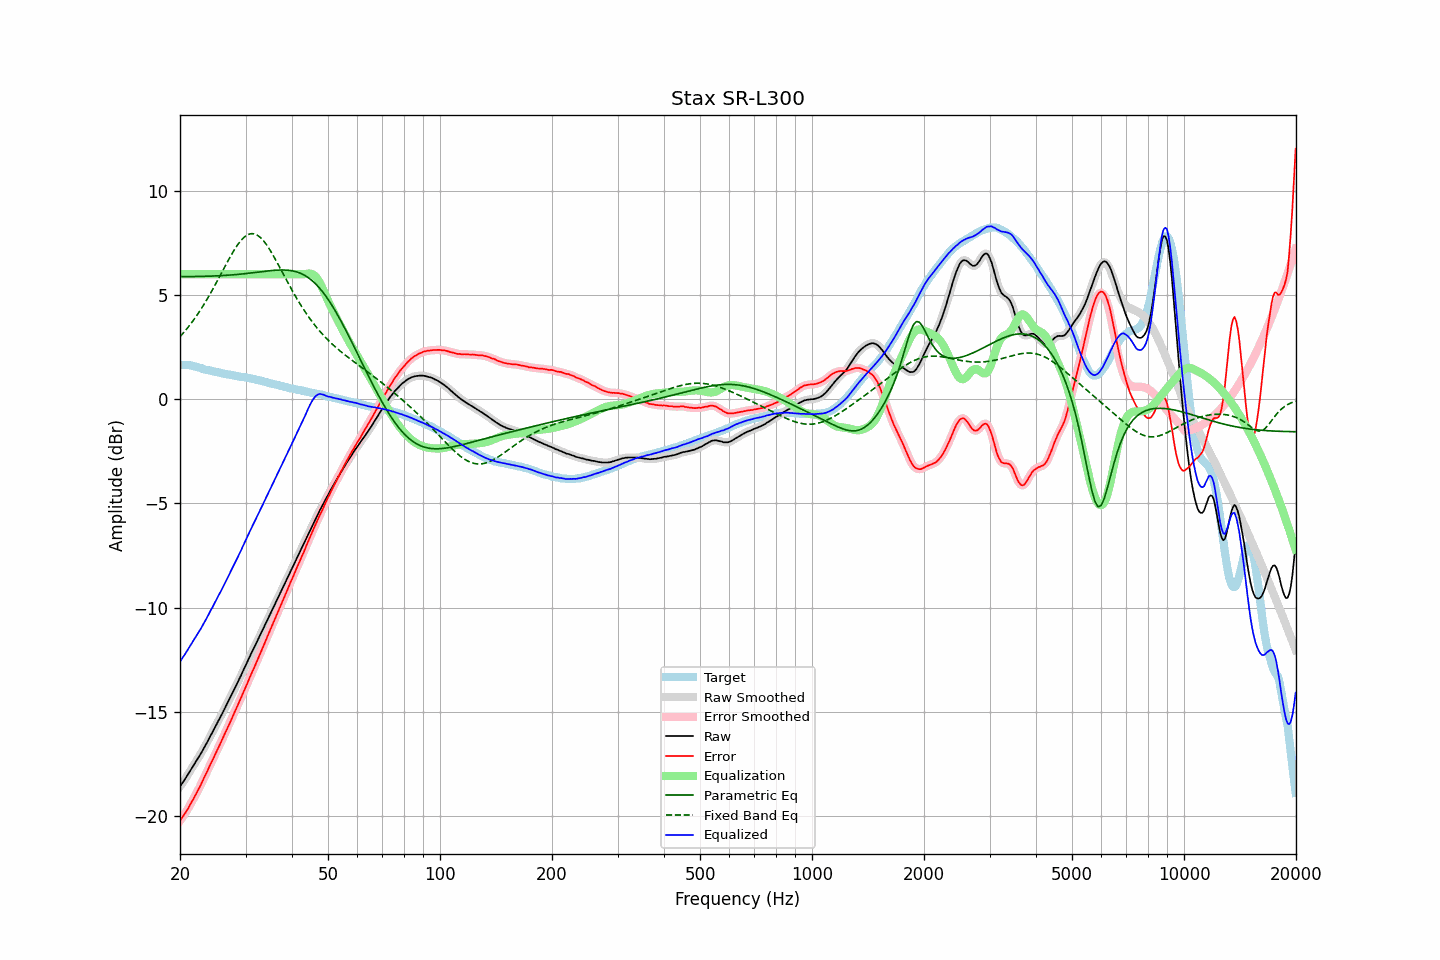 Stax SR-L300
Amplitude (dBr)
10
5
0
−5
−10
−15
−20
Target
Raw Smoothed
Error Smoothed
Raw
Error
Equalization
Parametric Eq
Fixed Band Eq
Equalized
20 50 100 200 500 1000 2000 5000 10000 20000
Frequency (Hz)